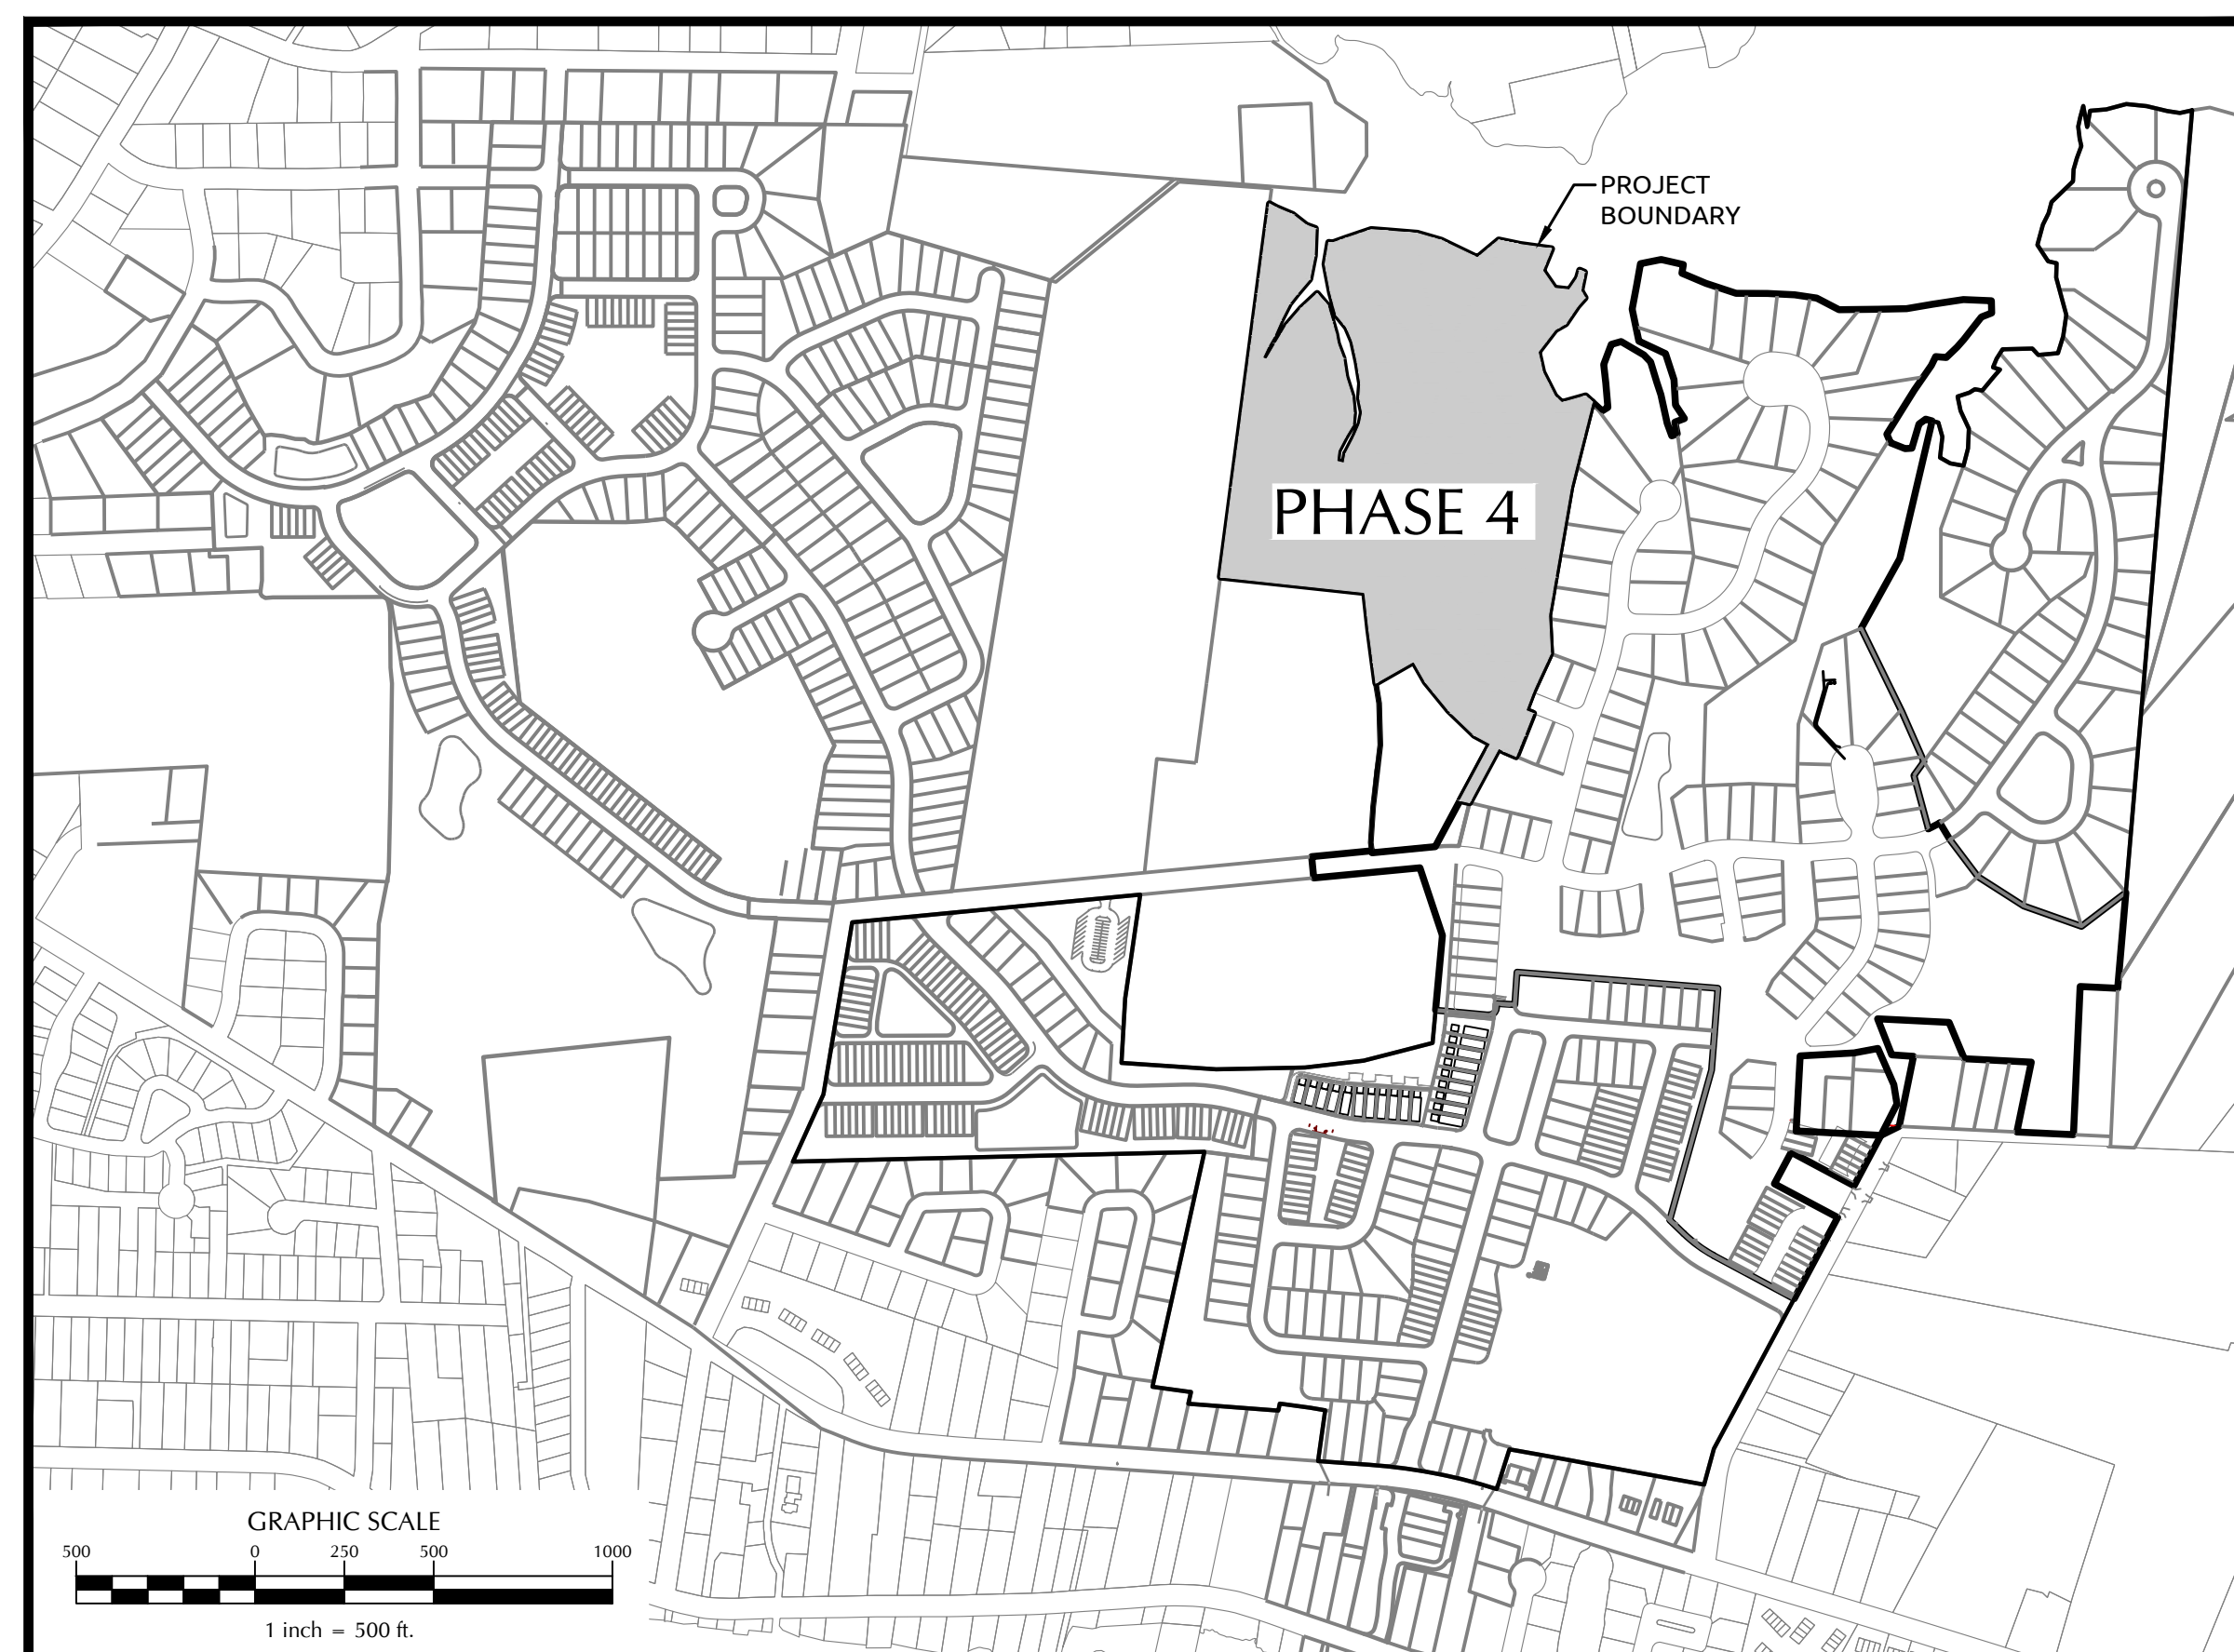 PROJECT
BOUNDARY
PHASE 4
GRAPHIC SCALE
500 0 250 500 1000
1 inch = 500 ft.